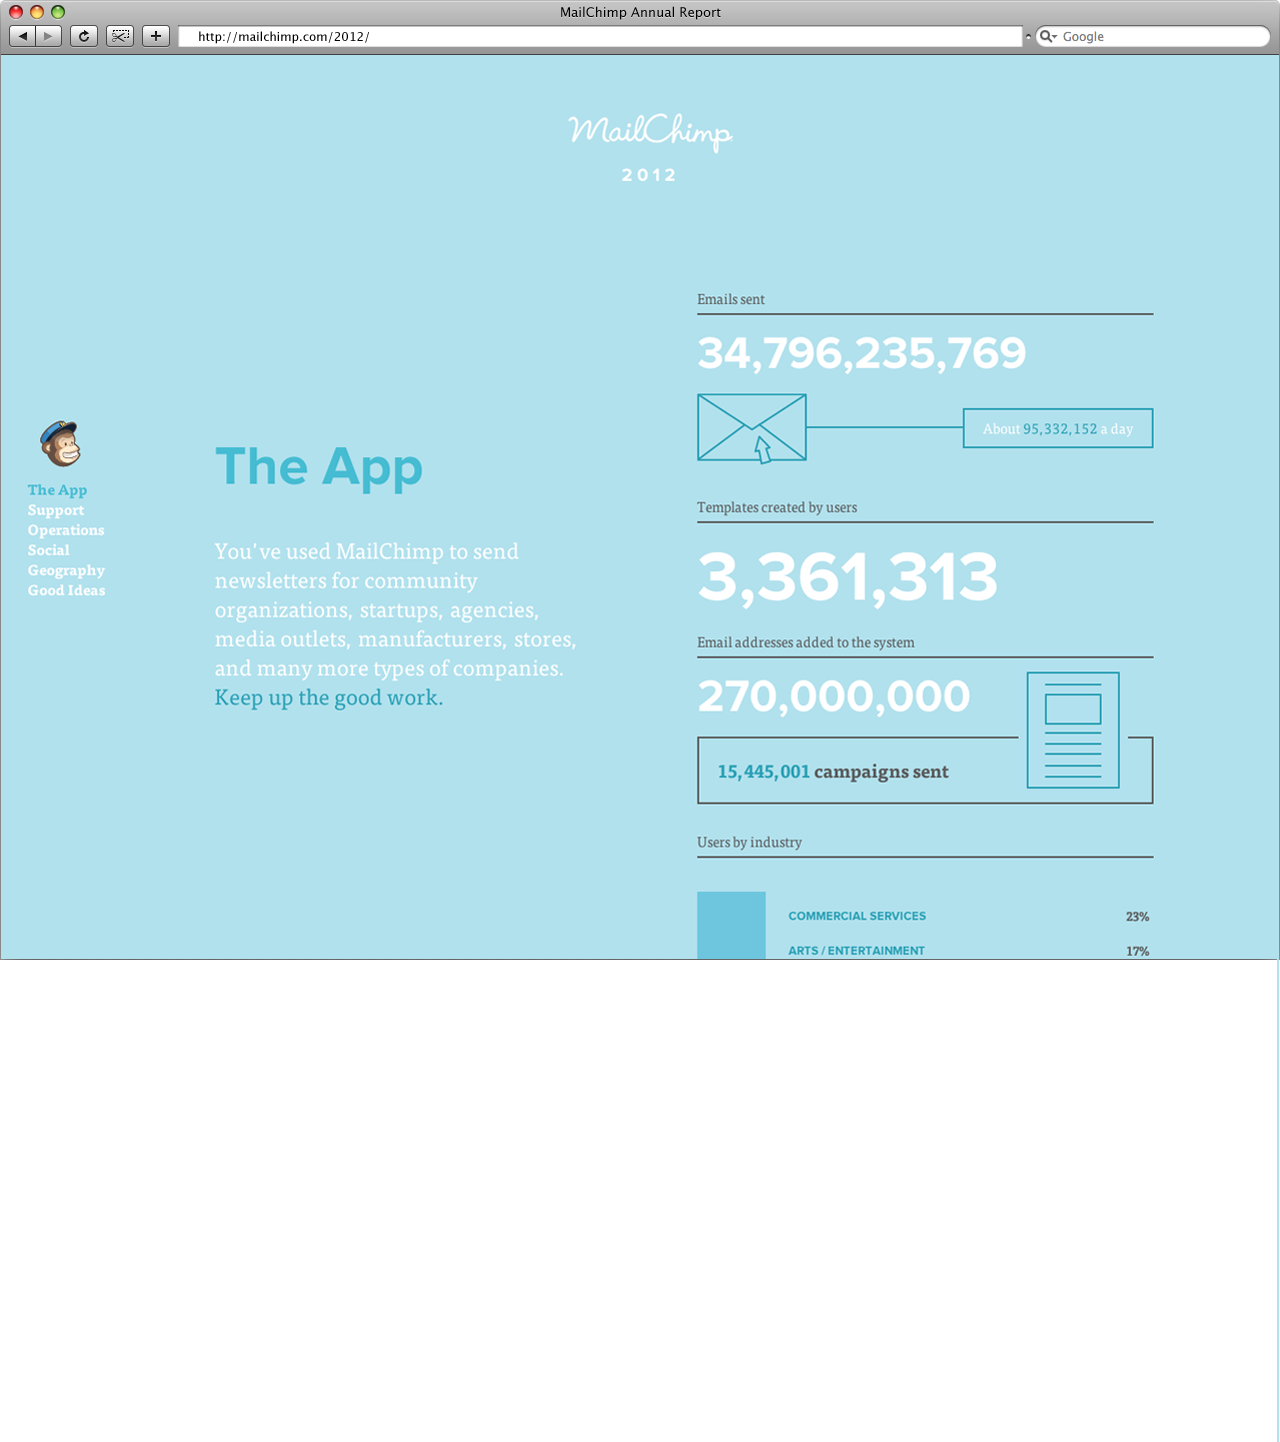 MailChimp Annual Report
http://mailchimp.com/2012/
Google
MailChimp
2012
The App
Support
Operations
Social
Geography
Good Ideas
The App
You've used MailChimp to send
newsletters for community
organizations, startups, agencies,
media outlets, manufacturers, stores,
and many more types of companies.
Keep up the good work.
Emails sent
34,796,235,769
About 95,332,152 a day
Templates created by users
3,361,313
Email addresses added to the system
270,000,000
15,445,001 campaigns sent
Users by industry
COMMERCIAL SERVICES 23%
ARTS / ENTERTAINMENT 17%